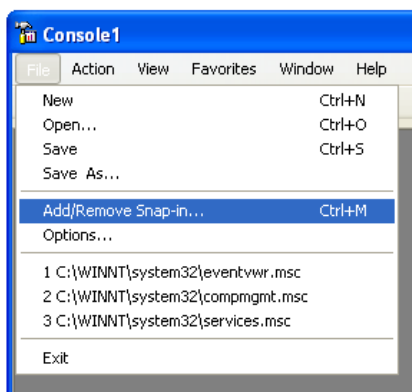 Console1
File Action View Favorites Window Help
New Ctrl+N
Open... Ctrl+O
Save Ctrl+S
Save As...
Add/Remove Snap-in... Ctrl+M
Options...
1 C:\WINNT\system32\eventvwr.msc
2 C:\WINNT\system32\compmgmt.msc
3 C:\WINNT\system32\services.msc
Exit